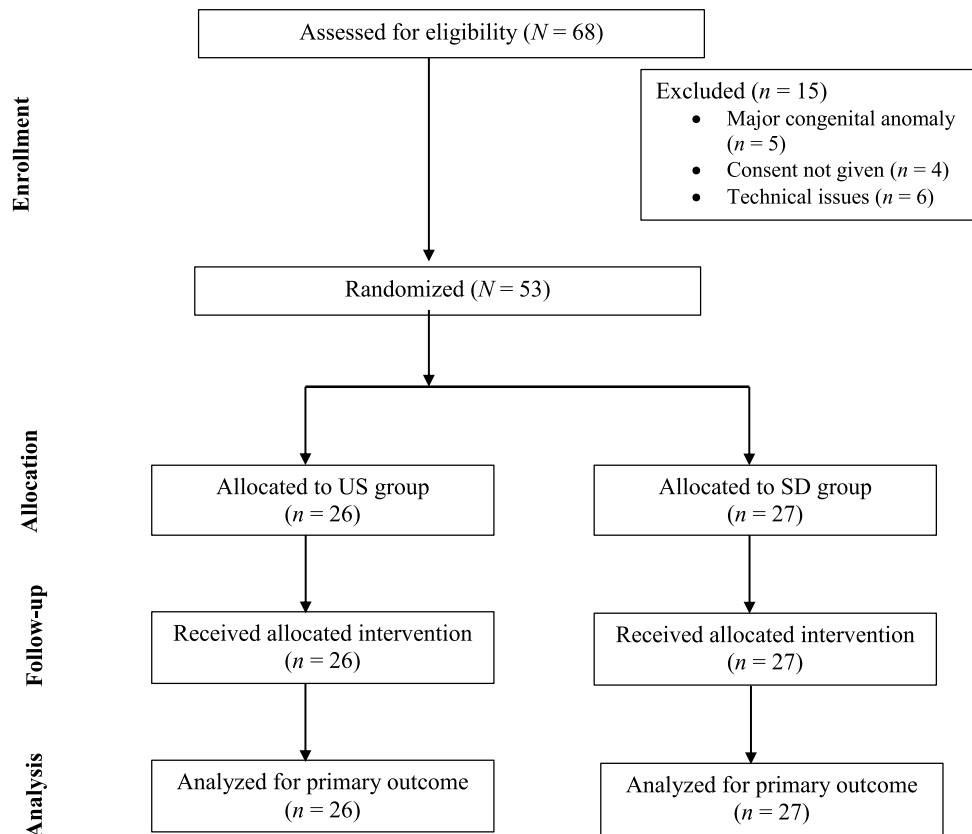 Assessed for eligibility (N = 68)
Enrollment
Excluded (n = 15)
• Major congenital anomaly
(n = 5)
• Consent not given (n = 4)
• Technical issues (n = 6)
Randomized (N = 53)
Allocation
Allocated to US group
(n = 26)
Allocated to SD group
(n = 27)
Follow-up
Received allocated intervention
(n = 26)
Received allocated intervention
(n = 27)
Analysis
Analyzed for primary outcome
(n = 26)
Analyzed for primary outcome
(n = 27)